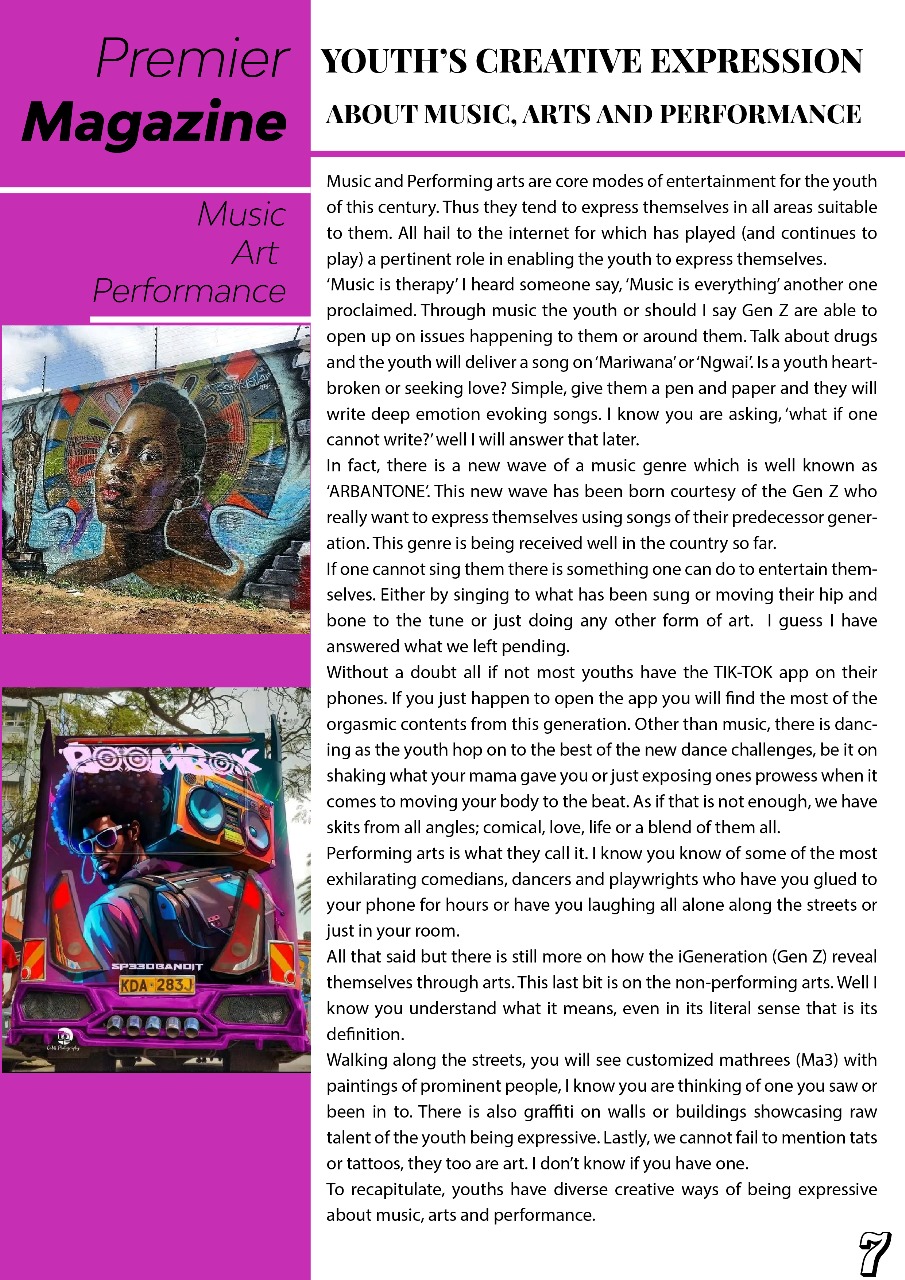 Premier
Magazine
Music
Art
Performance
YOUTH’S CREATIVE EXPRESSION
ABOUT MUSIC, ARTS AND PERFORMANCE
Music and Performing arts are core modes of entertainment for the youth
of this century. Thus they tend to express themselves in all areas suitable
to them. All hail to the internet for which has played (and continues to
play) a pertinent role in enabling the youth to express themselves.
‘Music is therapy’ I heard someone say, ‘Music is everything’ another one
proclaimed. Through music the youth or should I say Gen Z are able to
open up on issues happening to them or around them. Talk about drugs
and the youth will deliver a song on ‘Mariwana’ or ‘Ngwai’. Is a youth heart-
broken or seeking love? Simple, give them a pen and paper and they will
write deep emotion evoking songs. I know you are asking, ‘what if one
cannot write?’ well I will answer that later.
In fact, there is a new wave of a music genre which is well known as
‘ARBANTONE’. This new wave has been born courtesy of the Gen Z who
really want to express themselves using songs of their predecessor gener-
ation. This genre is being received well in the country so far.
If one cannot sing them there is something one can do to entertain them-
selves. Either by singing to what has been sung or moving their hip and
bone to the tune or just doing any other form of art. I guess I have
answered what we left pending.
Without a doubt all if not most youths have the TIK-TOK app on their
phones. If you just happen to open the app you will find the most of the
orgasmic contents from this generation. Other than music, there is danc-
ing as the youth hop on to the best of the new dance challenges, be it on
shaking what your mama gave you or just exposing ones prowess when it
comes to moving your body to the beat. As if that is not enough, we have
skits from all angles; comical, love, life or a blend of them all.
Performing arts is what they call it. I know you know of some of the most
exhilarating comedians, dancers and playwrights who have you glued to
your phone for hours or have you laughing all alone along the streets or
just in your room.
All that said but there is still more on how the iGeneration (Gen Z) reveal
themselves through arts. This last bit is on the non-performing arts. Well I
know you understand what it means, even in its literal sense that is its
definition.
Walking along the streets, you will see customized mathrees (Ma3) with
paintings of prominent people, I know you are thinking of one you saw or
been in to. There is also graffiti on walls or buildings showcasing raw
talent of the youth being expressive. Lastly, we cannot fail to mention tats
or tattoos, they too are art. I don’t know if you have one.
To recapitulate, youths have diverse creative ways of being expressive
about music, arts and performance.
BOOMBOX
SP33DBANDIT
KDA 283J
7